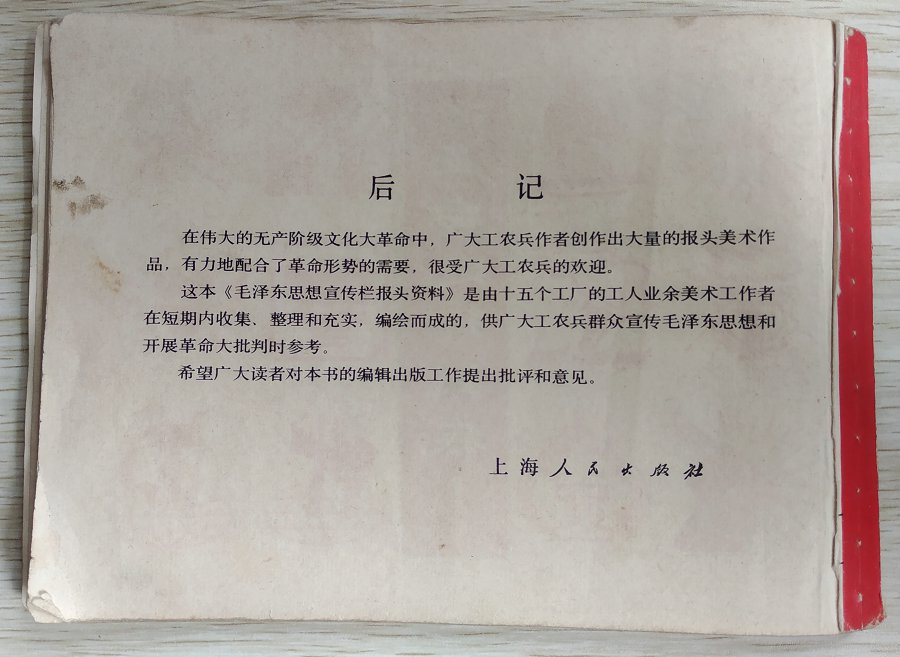 后 记
在伟大的无产阶级文化大革命中，广大工农兵作者创作出大量的报头美术作
品，有力地配合了革命形势的需要，很受广大工农兵的欢迎。
这本《毛泽东思想宣传栏报头资料》是由十五个工厂的工人业余美术工作者
在短期内收集、整理和充实，编绘而成的，供广大工农兵群众宣传毛泽东思想和
开展革命大批判时参考。
希望广大读者对本书的编辑出版工作提出批评和意见。
上海人民出版社